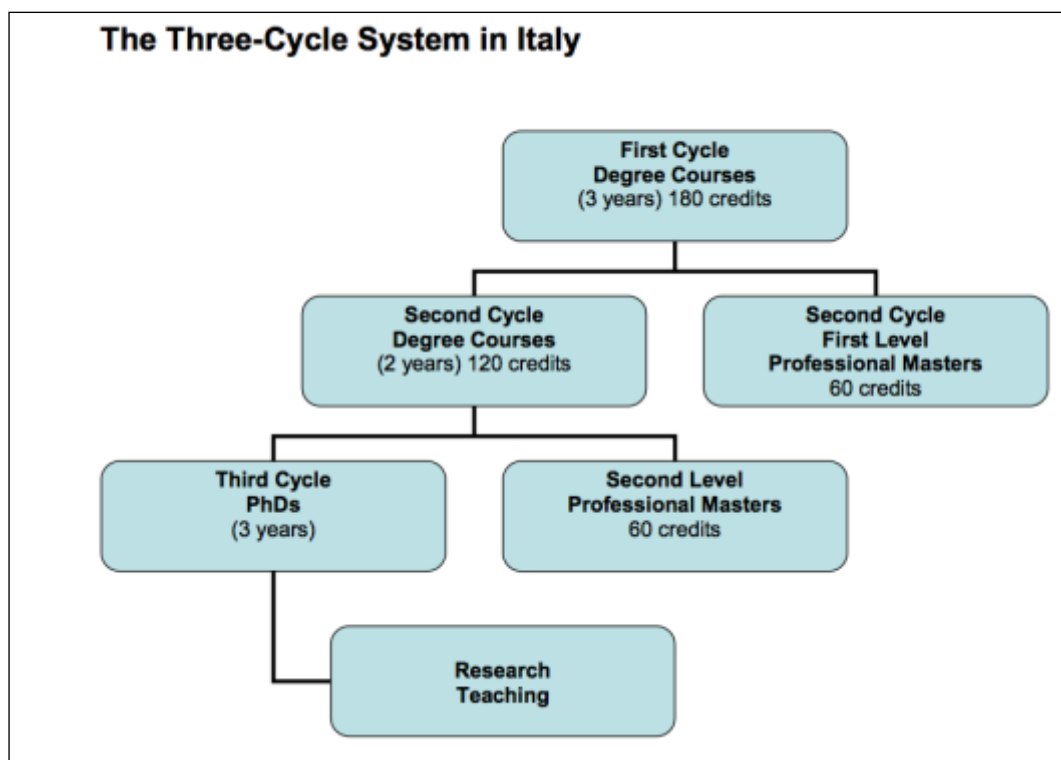 The Three-Cycle System in Italy
First Cycle
Degree Courses
(3 years) 180 credits
Second Cycle
Degree Courses
(2 years) 120 credits
Second Cycle
First Level
Professional Masters
60 credits
Third Cycle
PhDs
(3 years)
Second Level
Professional Masters
60 credits
Research
Teaching